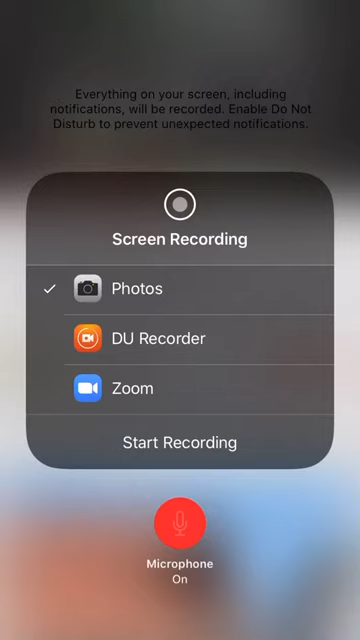 Everything on your screen, including
notifications, will be recorded. Enable Do Not
Disturb to prevent unexpected notifications.
Screen Recording
Photos
DU Recorder
Zoom
Start Recording
Microphone
On